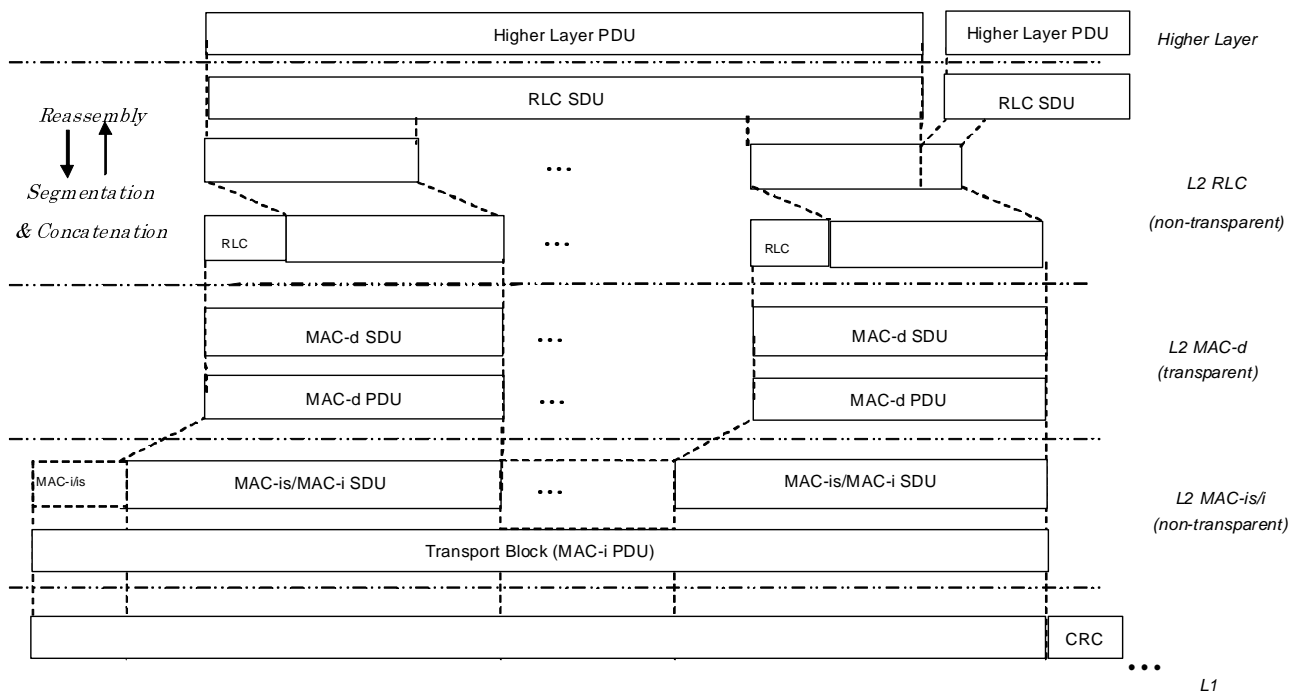 Higher Layer PDU
Higher Layer PDU
Higher Layer
RLC SDU
RLC SDU
Reassembly
...
Segmentation
& Concatenation
L2 RLC
(non-transparent)
RLC
...
RLC
MAC-d SDU
...
MAC-d SDU
L2 MAC-d
(transparent)
MAC-d PDU
...
MAC-d PDU
MAC-i/is
MAC-is/MAC-i SDU
...
MAC-is/MAC-i SDU
L2 MAC-is/i
(non-transparent)
Transport Block (MAC-i PDU)
CRC
...
L1